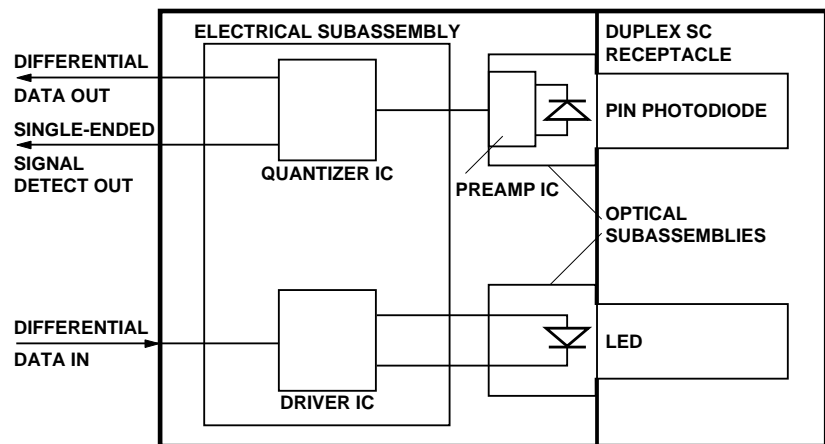 ELECTRICAL SUBASSEMBLY
DUPLEX SC
RECEPTACLE
DIFFERENTIAL
DATA OUT
PIN PHOTODIODE
SINGLE-ENDED
SIGNAL
DETECT OUT
QUANTIZER IC
PREAMP IC
OPTICAL
SUBASSEMBLIES
DIFFERENTIAL
DATA IN
LED
DRIVER IC